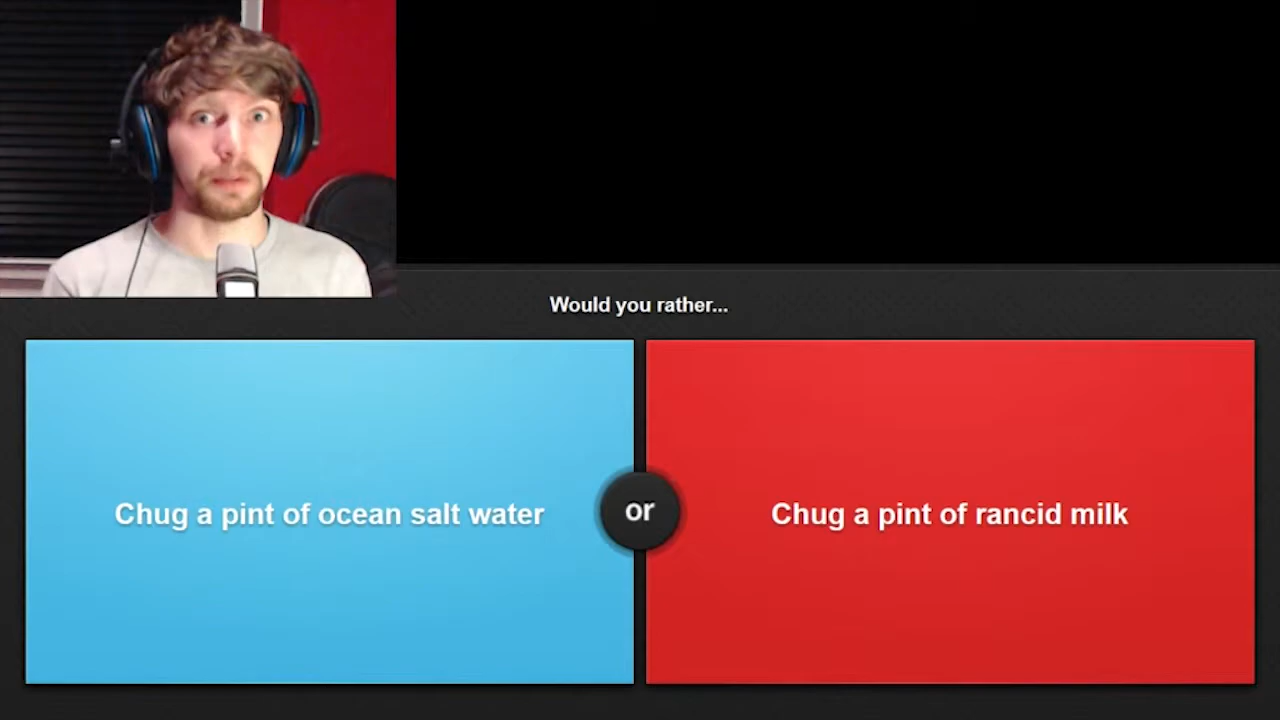 Would you rather...
Chug a pint of ocean salt water
or
Chug a pint of rancid milk